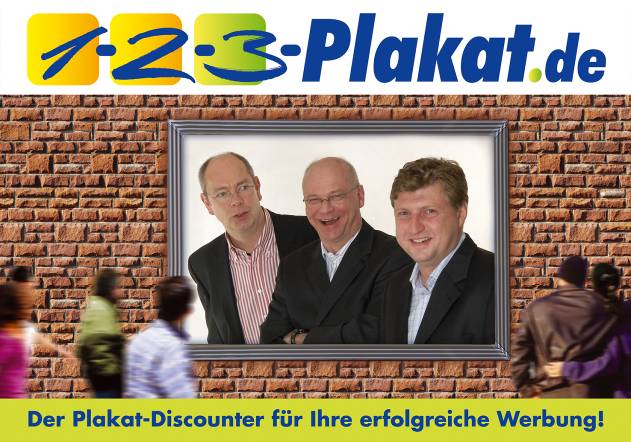 1-2-3-Plakat.de
Der Plakat-Discounter für Ihre erfolgreiche Werbung!